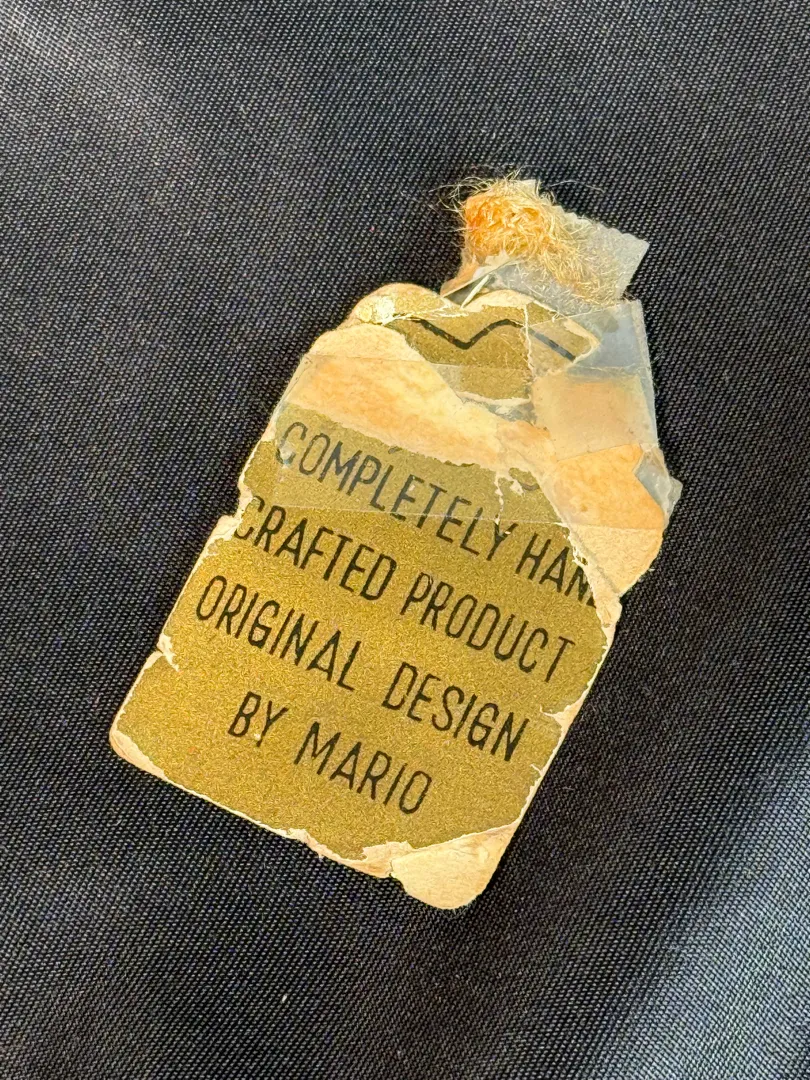 COMPLETELY HAN
CRAFTED PRODUCT
ORIGINAL DESIGN
BY MARIO